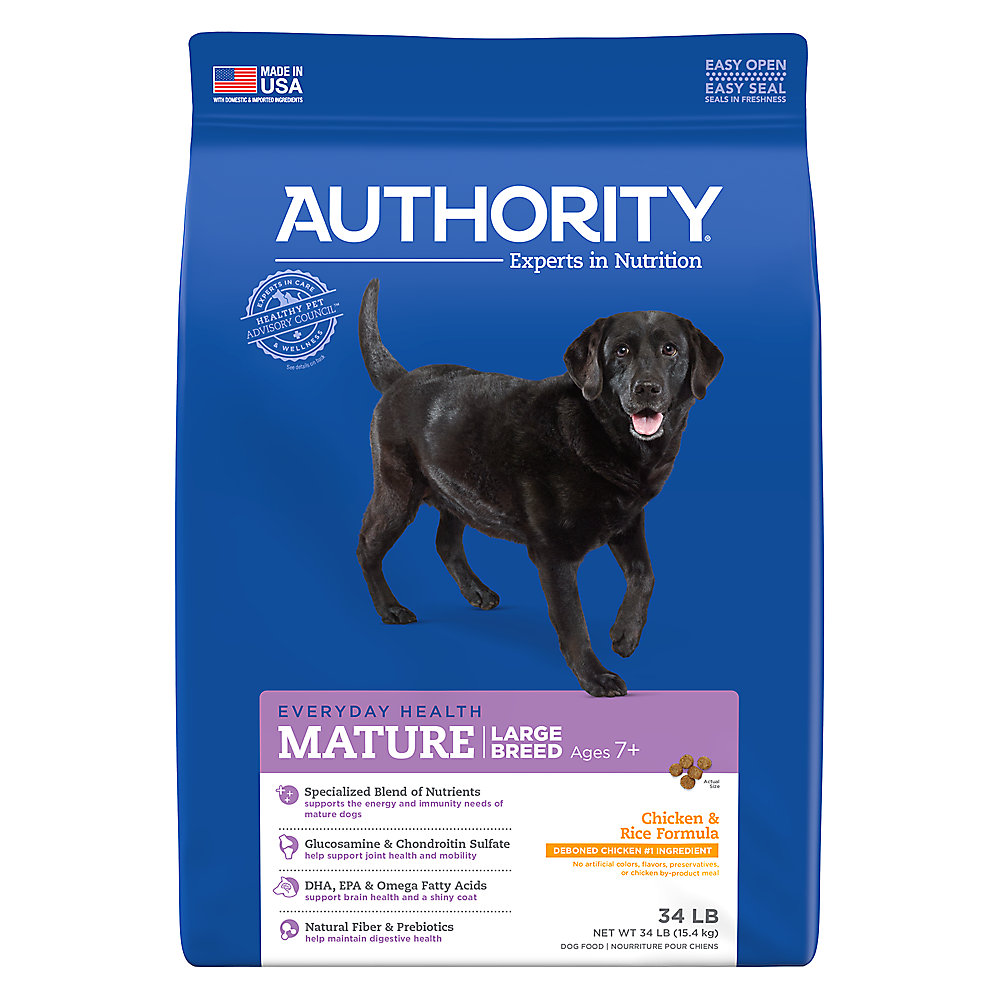 MADE IN
USA
WITH DOMESTIC & IMPORTED INGREDIENTS
EASY OPEN
EASY SEAL
SEALS IN FRESHNESS
AUTHORITY®
Experts in Nutrition
EXPERTS IN CARE
HEALTHY PET
ADVISORY COUNCIL™
& WELLNESS
See details on back
EVERYDAY HEALTH
MATURE
LARGE
BREED Ages 7+
Actual
Size
Specialized Blend of Nutrients
supports the energy and immunity needs of
mature dogs
Glucosamine & Chondroitin Sulfate
help support joint health and mobility
DHA, EPA & Omega Fatty Acids
support brain health and a shiny coat
Natural Fiber & Prebiotics
help maintain digestive health
Chicken &
Rice Formula
DEBONED CHICKEN #1 INGREDIENT
No artificial colors, flavors, preservatives,
or chicken by-product meal
34 LB
NET WT 34 LB (15.4 kg)
DOG FOOD | NOURRITURE POUR CHIENS